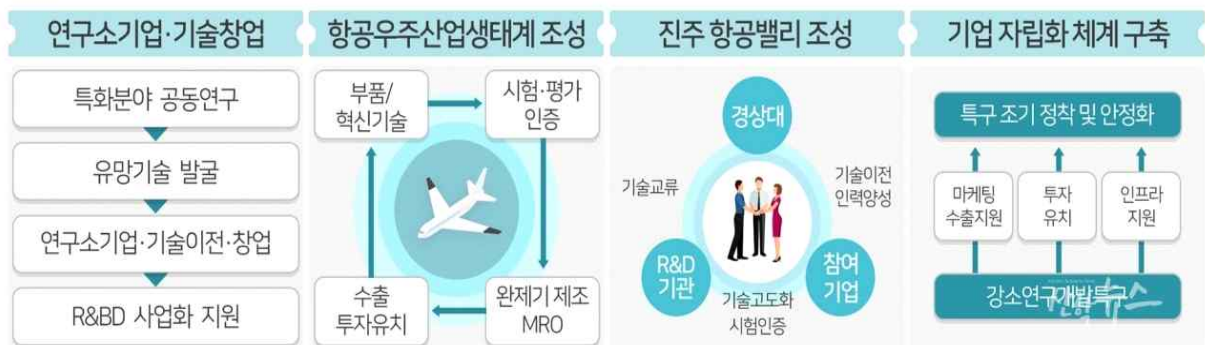 연구소기업·기술창업
특화분야 공동연구
유망기술 발굴
연구소기업·기술이전·창업
R&BD 사업화 지원
항공우주산업생태계 조성
부품/
혁신기술
시험·평가
인증
수출
투자유치
완제기 제조
MRO
진주 항공밸리 조성
경상대
기술교류
기술이전
인력양성
R&D
기관
참여
기업
기술고도화
시험인증
기업 자립화 체계 구축
특구 조기 정착 및 안정화
마케팅
수출지원
투자
유치
인프라
지원
강소연구개발특구
뉴스